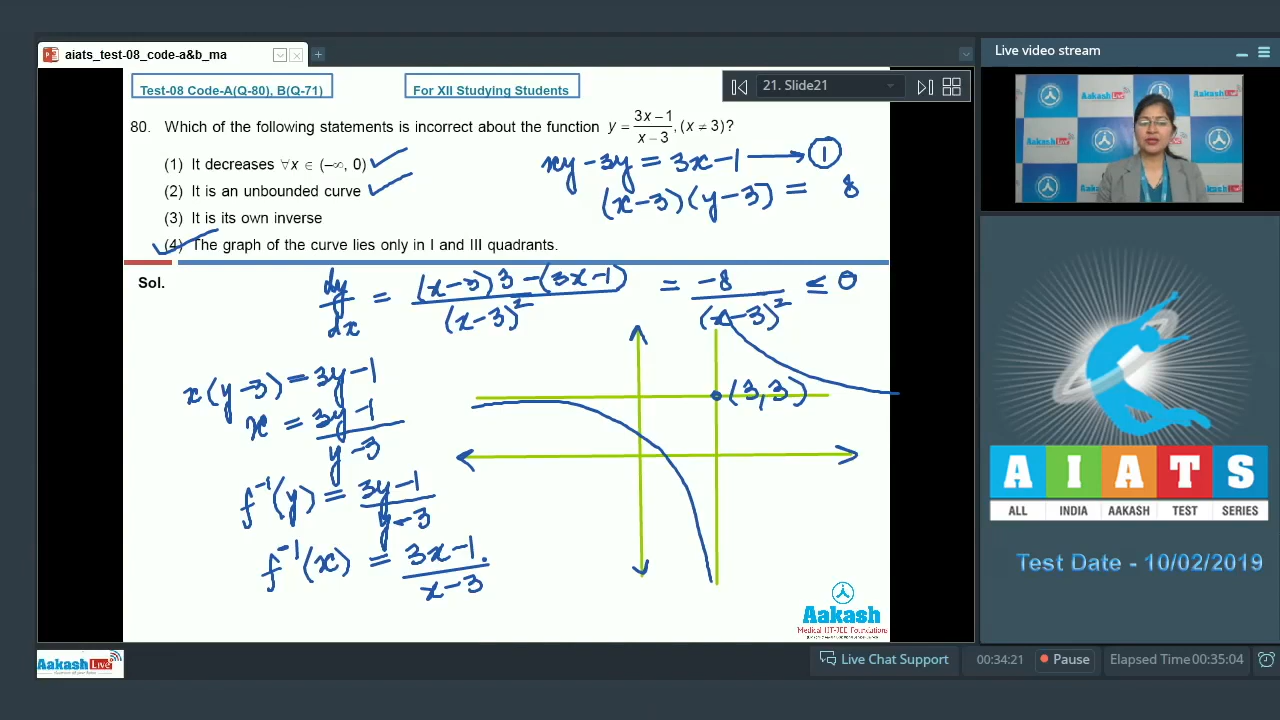 aiats_test-08_code-a&b_ma
Live video stream
Test-08 Code-A(Q-80), B(Q-71)
For XII Studying Students
21. Slide21
80. Which of the following statements is incorrect about the function y = (3x – 1)/(x – 3), (x ≠ 3)?
(1) It decreases ∀x ∈ (–∞, 0)
(2) It is an unbounded curve
(3) It is its own inverse
(4) The graph of the curve lies only in I and III quadrants.
xy – 3y = 3x – 1 → 1
(x – 3)(y – 3) = 8
Sol.
dy/dx = ((x – 3)3 – (3x – 1))/(x – 3)² = –8/(x – 3)² ≤ 0
x(y – 3) = 3y – 1
x = (3y – 1)/(y – 3)
f⁻¹(y) = (3y – 1)/(y – 3)
f⁻¹(x) = (3x – 1)/(x – 3).
(3,3)
Aakash
Medical|IIT-JEE|Foundations
AIATS
ALL INDIA AAKASH TEST SERIES
Test Date - 10/02/2019
Aakash Live
Live Chat Support
00:34:21
Pause
Elapsed Time 00:35:04